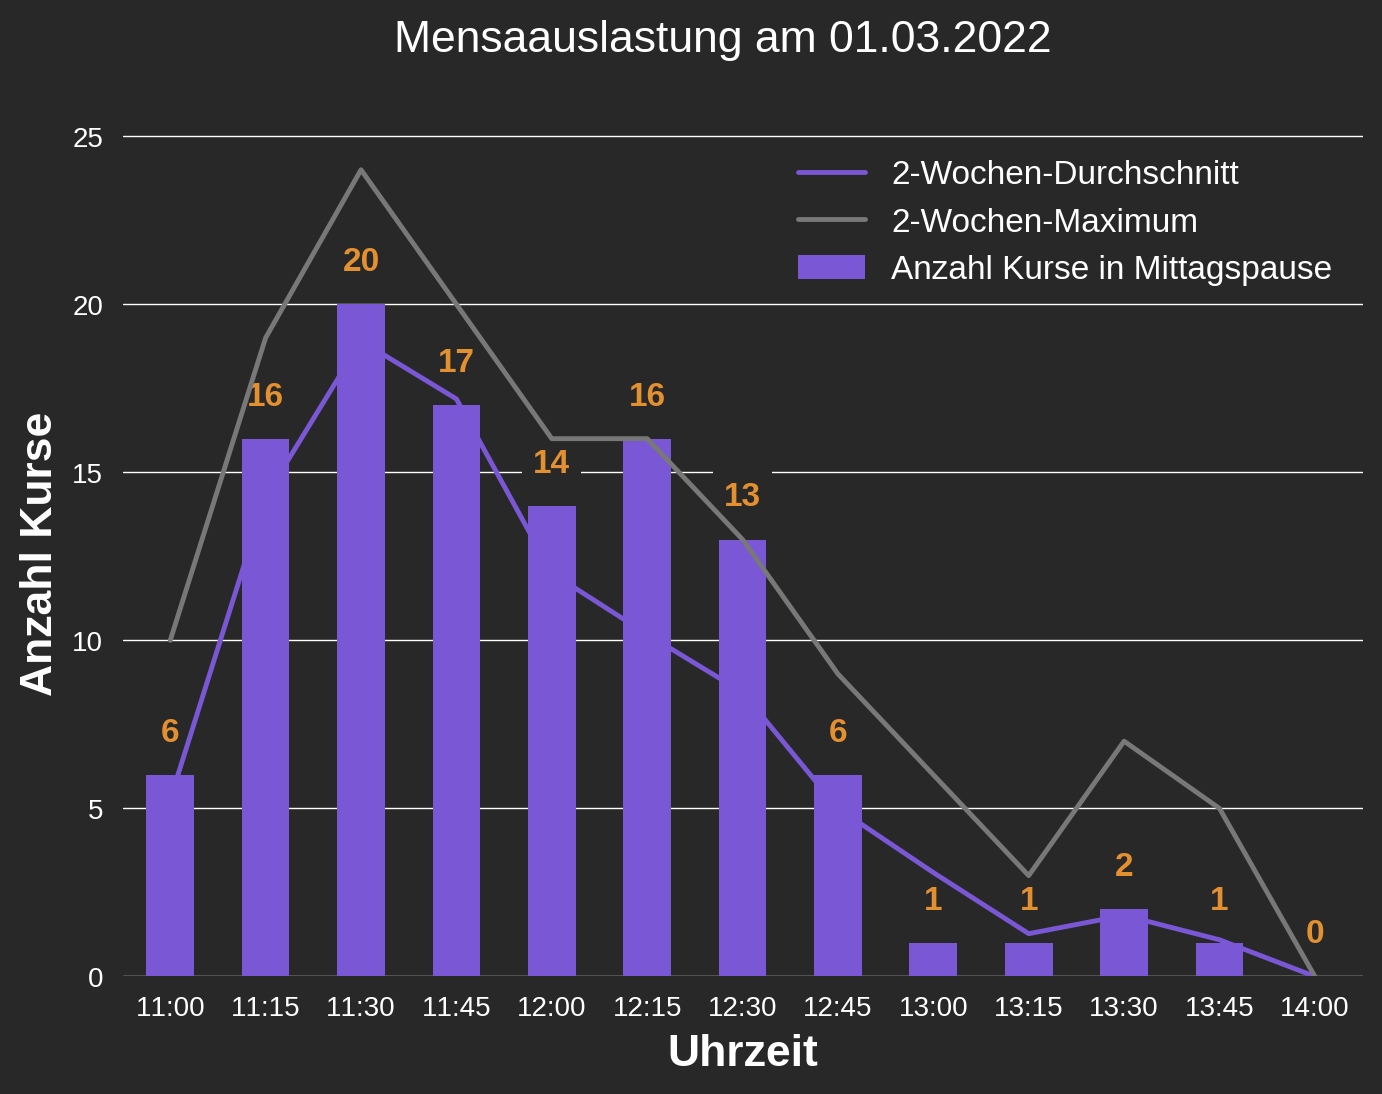 Mensaauslastung am 01.03.2022
25
20
15
10
5
0
Anzahl Kurse
2-Wochen-Durchschnitt
2-Wochen-Maximum
Anzahl Kurse in Mittagspause
6
16
20
17
14
16
13
6
1
1
2
1
0
11:00 11:15 11:30 11:45 12:00 12:15 12:30 12:45 13:00 13:15 13:30 13:45 14:00
Uhrzeit